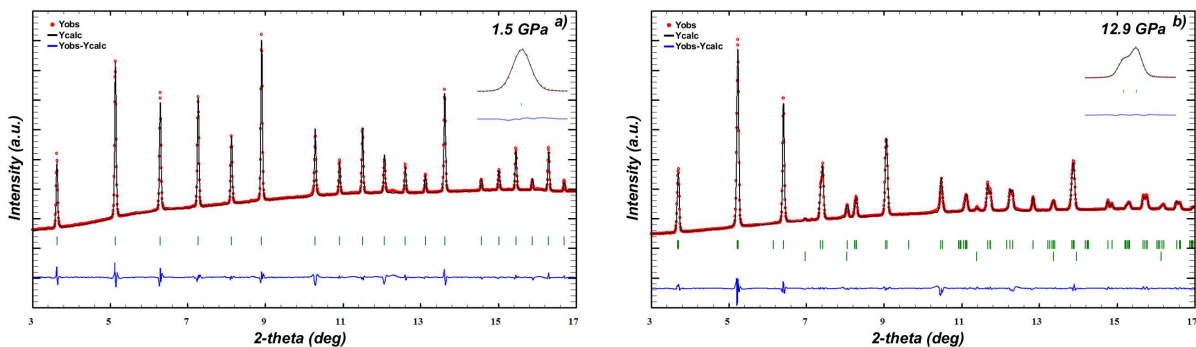 a)
1.5 GPa
Yobs
Ycalc
Yobs-Ycalc
Intensity (a.u.)
3 5 7 9 11 13 15 17
2-theta (deg)
b)
12.9 GPa
Yobs
Ycalc
Yobs-Ycalc
Intensity (a.u.)
3 5 7 9 11 13 15 17
2-theta (deg)